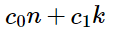 c₀n + c₁k